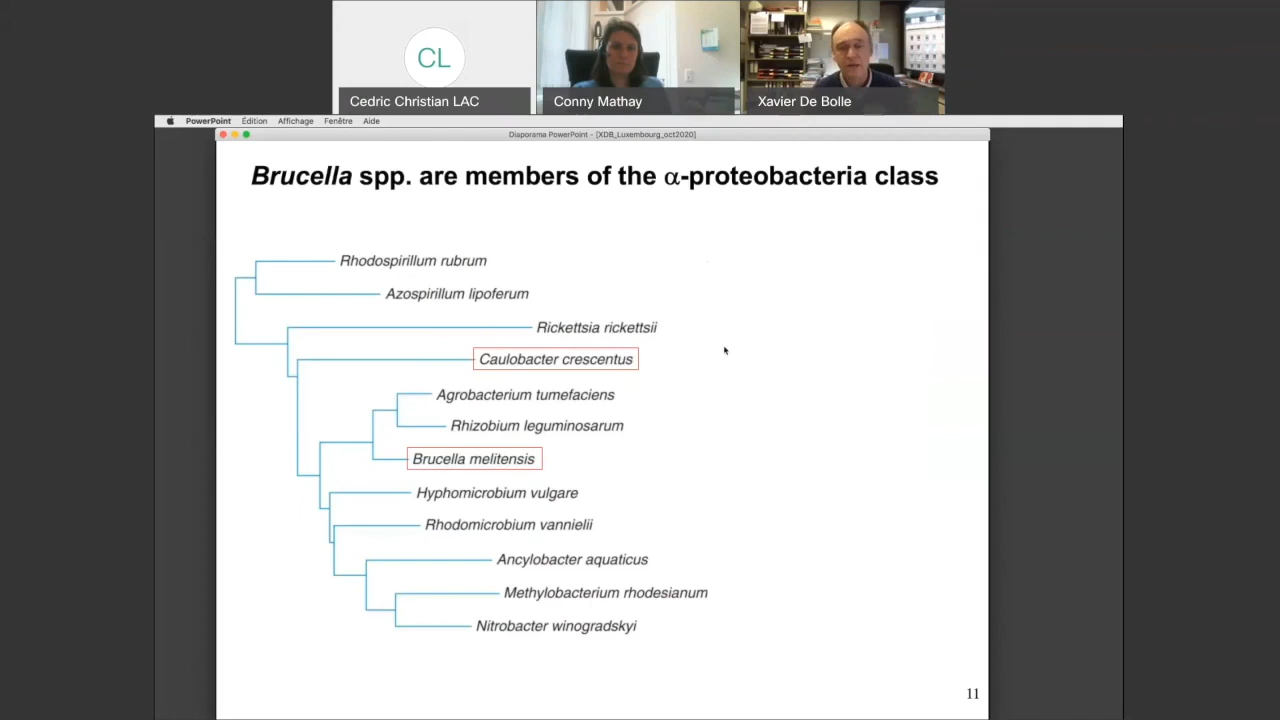 CL
Cedric Christian LAC
Conny Mathay
Xavier De Bolle
PowerPoint Édition Affichage Fenêtre Aide
Diaporama PowerPoint - [XDB_Luxembourg_oct2020]
Brucella spp. are members of the α-proteobacteria class
Rhodospirillum rubrum
Azospirillum lipoferum
Rickettsia rickettsii
Caulobacter crescentus
Agrobacterium tumefaciens
Rhizobium leguminosarum
Brucella melitensis
Hyphomicrobium vulgare
Rhodomicrobium vannielii
Ancylobacter aquaticus
Methylobacterium rhodesianum
Nitrobacter winogradskyi
11